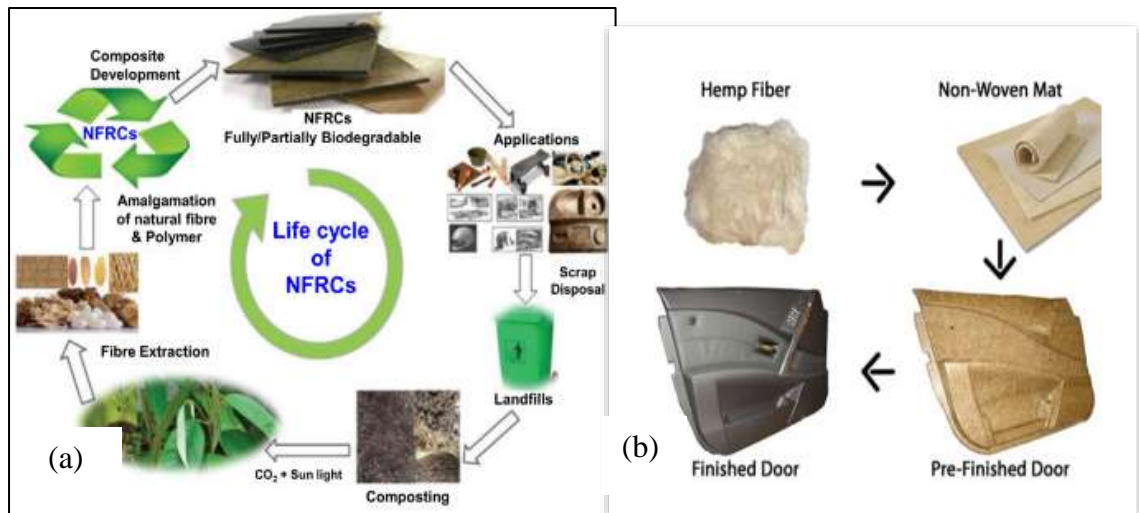 Composite
Development
NFRCs
NFRCs
Fully/Partially Biodegradable
Applications
Amalgamation
of natural fibre
& Polymer
Life cycle
of
NFRCs
Scrap
Disposal
Fibre Extraction
Landfills
(a)
CO₂ + Sun light
Composting
Hemp Fiber
Non-Woven Mat
(b)
Finished Door
Pre-Finished Door